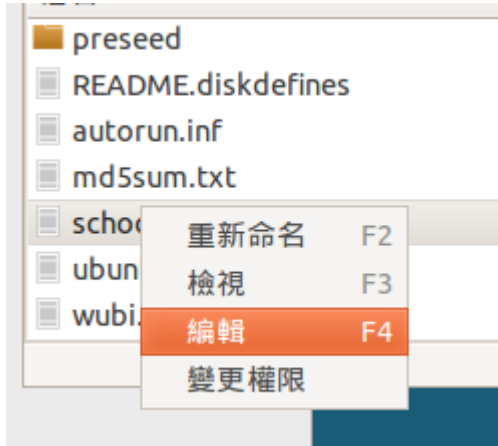 preseed
README.diskdefines
autorun.inf
md5sum.txt
重新命名 F2
檢視 F3
編輯 F4
變更權限